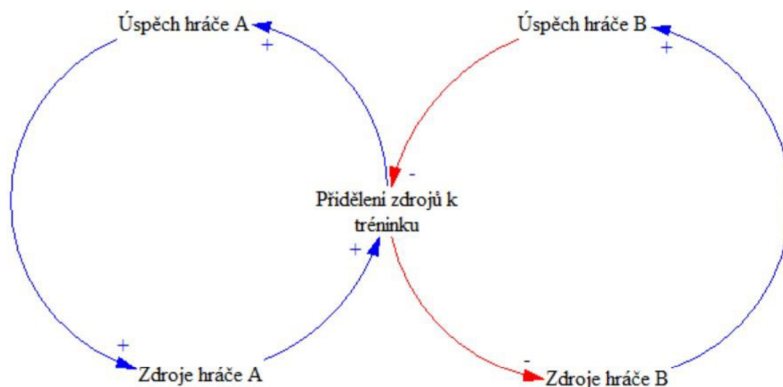 Úspěch hráče A
Úspěch hráče B
+
+
-
Přidělení zdrojů k
tréninku
+
+
-
Zdroje hráče A
Zdroje hráče B